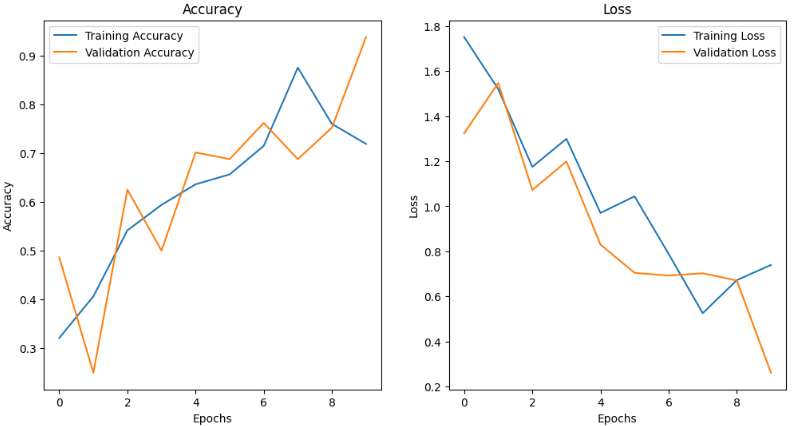 Accuracy
Training Accuracy
Validation Accuracy
0.9
0.8
0.7
0.6
0.5
0.4
0.3
Accuracy
0 2 4 6 8
Epochs
Loss
Training Loss
Validation Loss
1.8
1.6
1.4
1.2
1.0
0.8
0.6
0.4
0.2
Loss
0 2 4 6 8
Epochs